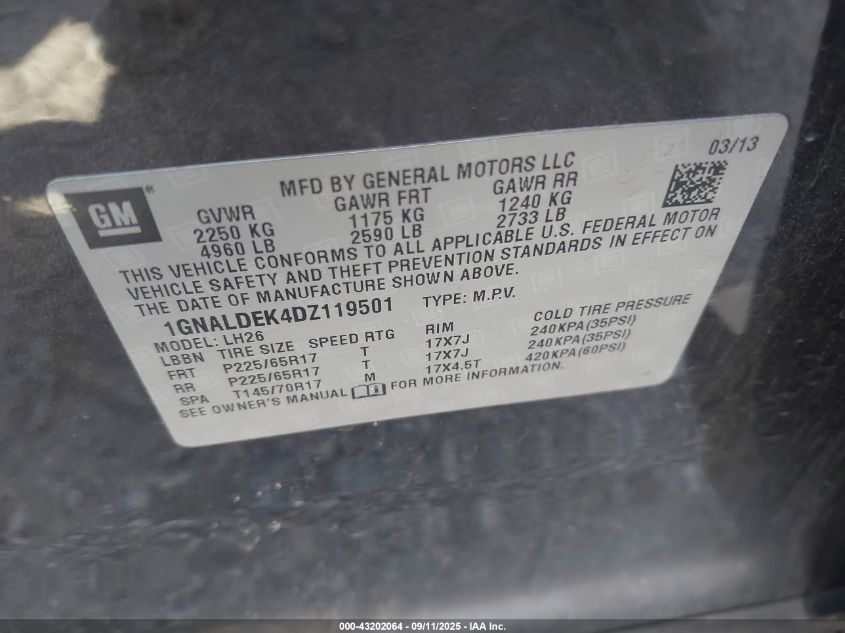 GM
MFD BY GENERAL MOTORS LLC 03/13
GVWR GAWR FRT GAWR RR
2250 KG 1175 KG 1240 KG
4960 LB 2590 LB 2733 LB
THIS VEHICLE CONFORMS TO ALL APPLICABLE U.S. FEDERAL MOTOR
VEHICLE SAFETY AND THEFT PREVENTION STANDARDS IN EFFECT ON
THE DATE OF MANUFACTURE SHOWN ABOVE.
1GNALDEK4DZ119501 TYPE: M.P.V.
MODEL: LH26
LBBN TIRE SIZE SPEED RTG RIM COLD TIRE PRESSURE
FRT P225/65R17 T 17X7J 240KPA(35PSI)
RR P225/65R17 T 17X7J 240KPA(35PSI)
SPA T145/70R17 M 17X4.5T 420KPA(60PSI)
SEE OWNER'S MANUAL FOR MORE INFORMATION.
000-43202064 - 09/11/2025 - IAA Inc.